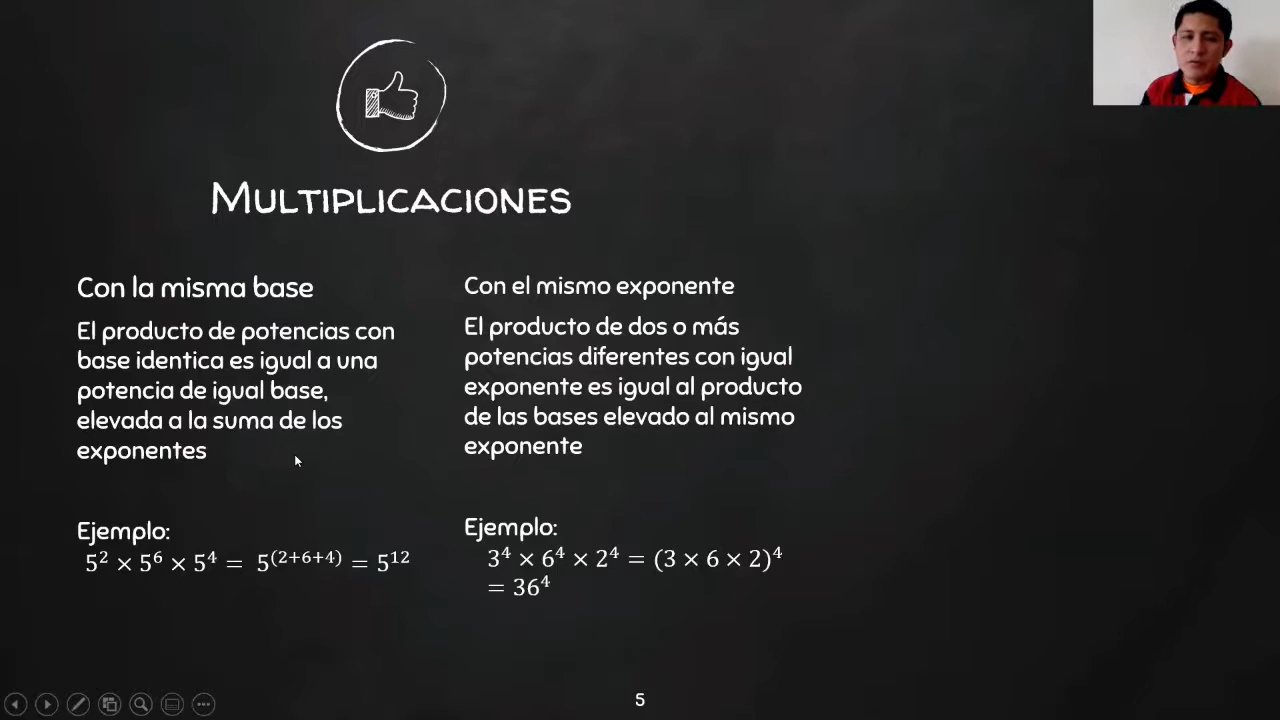 Multiplicaciones
Con la misma base
El producto de potencias con
base identica es igual a una
potencia de igual base,
elevada a la suma de los
exponentes
Ejemplo:
5² × 5⁶ × 5⁴ = 5⁽²⁺⁶⁺⁴⁾ = 5¹²
Con el mismo exponente
El producto de dos o más
potencias diferentes con igual
exponente es igual al producto
de las bases elevado al mismo
exponente
Ejemplo:
3⁴ × 6⁴ × 2⁴ = (3 × 6 × 2)⁴
= 36⁴
5